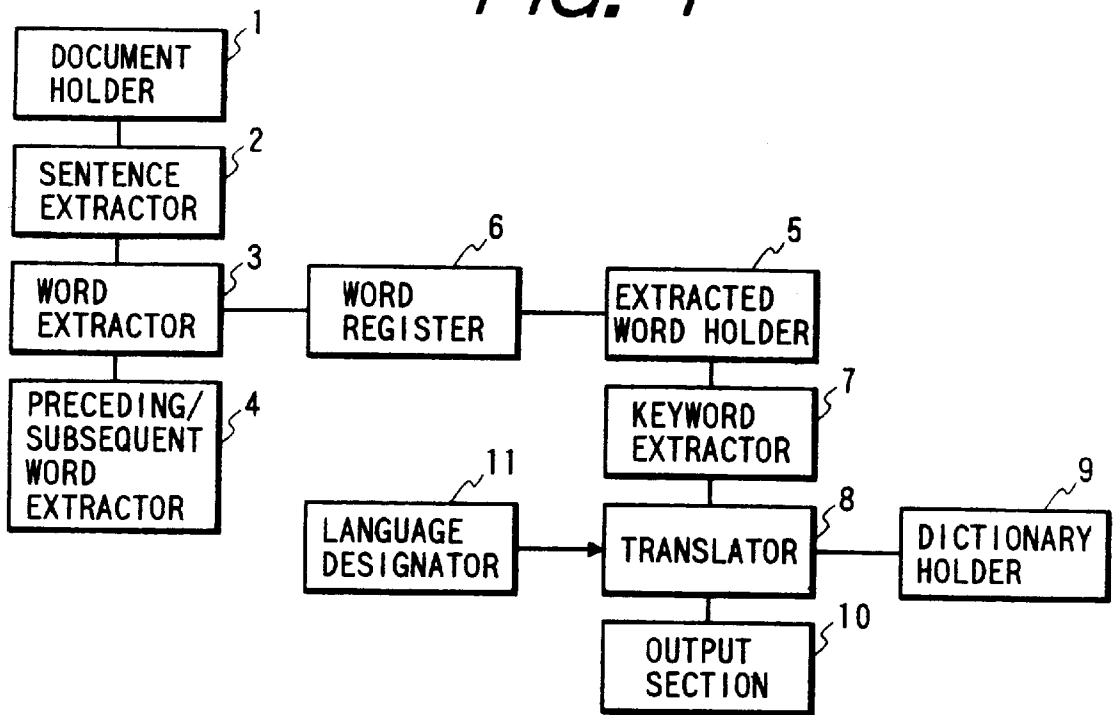 FIG. 1
1
DOCUMENT
HOLDER
2
SENTENCE
EXTRACTOR
3
WORD
EXTRACTOR
6
WORD
REGISTER
5
EXTRACTED
WORD HOLDER
4
PRECEDING/
SUBSEQUENT
WORD
EXTRACTOR
7
KEYWORD
EXTRACTOR
11
LANGUAGE
DESIGNATOR
8
TRANSLATOR
9
DICTIONARY
HOLDER
10
OUTPUT
SECTION